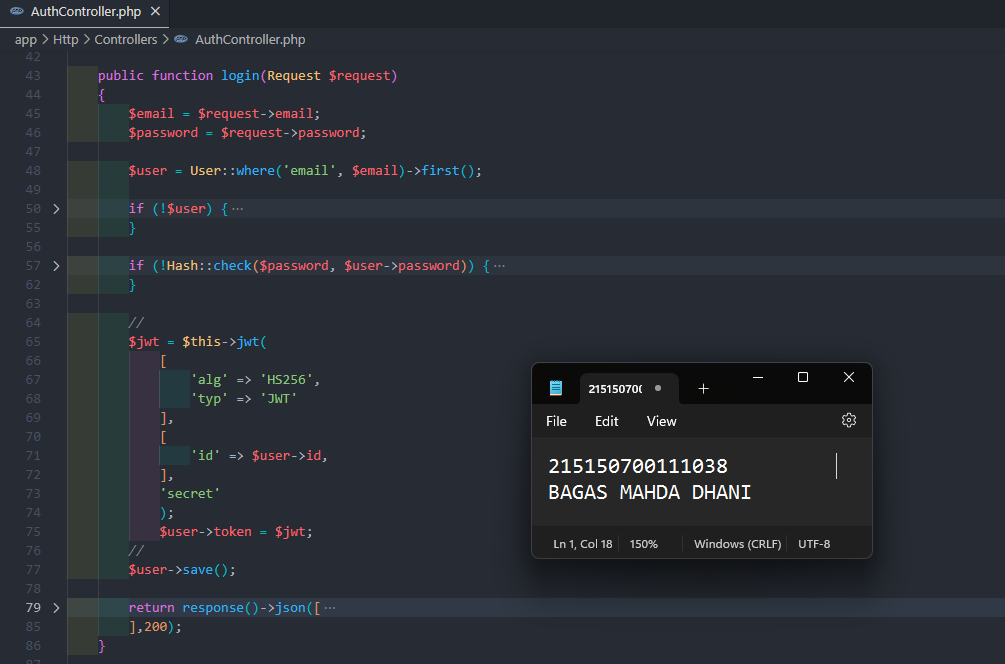 AuthController.php
app > Http > Controllers > AuthController.php
42
43 public function login(Request $request)
44 {
45 $email = $request->email;
46 $password = $request->password;
47
48 $user = User::where('email', $email)->first();
49
50 if (!$user) { ···
55 }
56
57 if (!Hash::check($password, $user->password)) { ···
62 }
63
64 //
65 $jwt = $this->jwt(
66 [
67 'alg' => 'HS256',
68 'typ' => 'JWT'
69 ],
70 [
71 'id' => $user->id,
72 ],
73 'secret'
74 );
75 $user->token = $jwt;
76 //
77 $user->save();
78
79 return response()->json([ ···
85 ],200);
86 }
87
215150700
File Edit View
215150700111038
BAGAS MAHDA DHANI
Ln 1, Col 18 150% Windows (CRLF) UTF-8